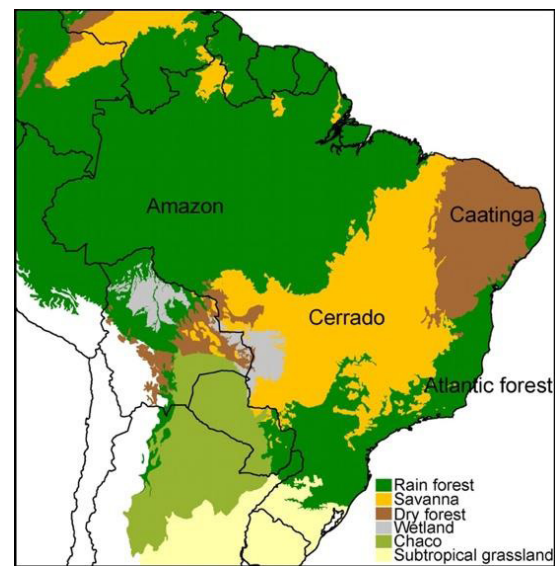 Amazon
Caatinga
Cerrado
Atlantic forest
Rain forest
Savanna
Dry forest
Wetland
Chaco
Subtropical grassland